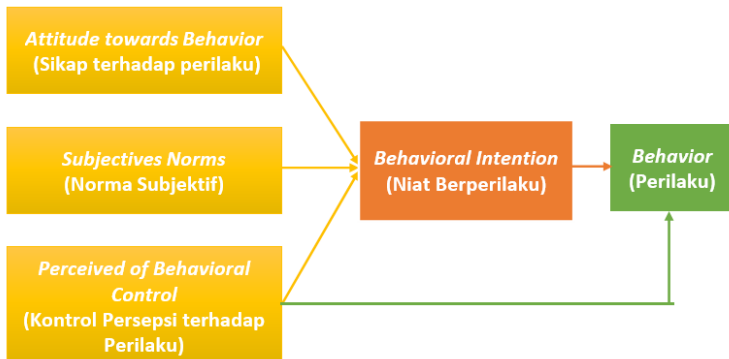 Attitude towards Behavior
(Sikap terhadap perilaku)
Subjectives Norms
(Norma Subjektif)
Perceived of Behavioral
Control
(Kontrol Persepsi terhadap
Perilaku)
Behavioral Intention
(Niat Berperilaku)
Behavior
(Perilaku)